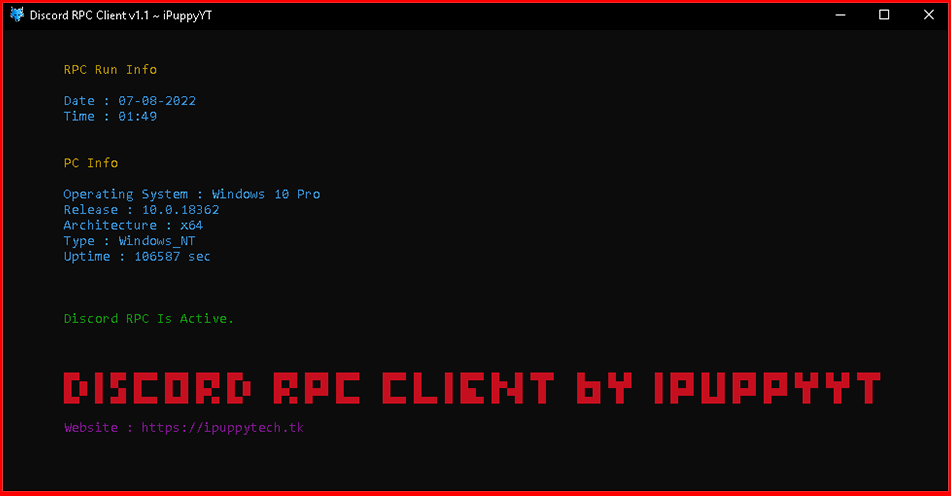 Discord RPC Client v1.1 ~ iPuppyYT
RPC Run Info
Date : 07-08-2022
Time : 01:49
PC Info
Operating System : Windows 10 Pro
Release : 10.0.18362
Architecture : x64
Type : Windows_NT
Uptime : 106587 sec
Discord RPC Is Active.
DISCORD RPC CLIENT bY IPUPPYYT
Website : https://ipuppytech.tk